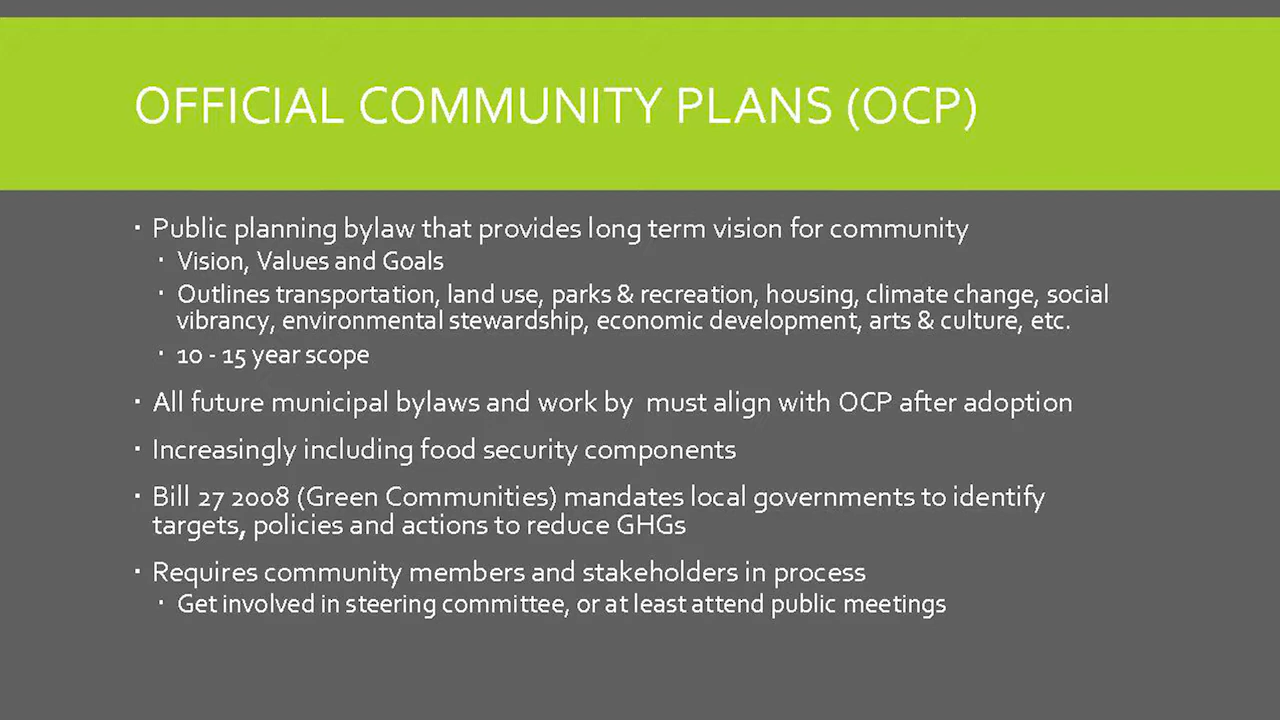 OFFICIAL COMMUNITY PLANS (OCP)
▪ Public planning bylaw that provides long term vision for community
▪ Vision, Values and Goals
▪ Outlines transportation, land use, parks & recreation, housing, climate change, social
vibrancy, environmental stewardship, economic development, arts & culture, etc.
▪ 10 - 15 year scope
▪ All future municipal bylaws and work by  must align with OCP after adoption
▪ Increasingly including food security components
▪ Bill 27 2008 (Green Communities) mandates local governments to identify
targets, policies and actions to reduce GHGs
▪ Requires community members and stakeholders in process
▪ Get involved in steering committee, or at least attend public meetings